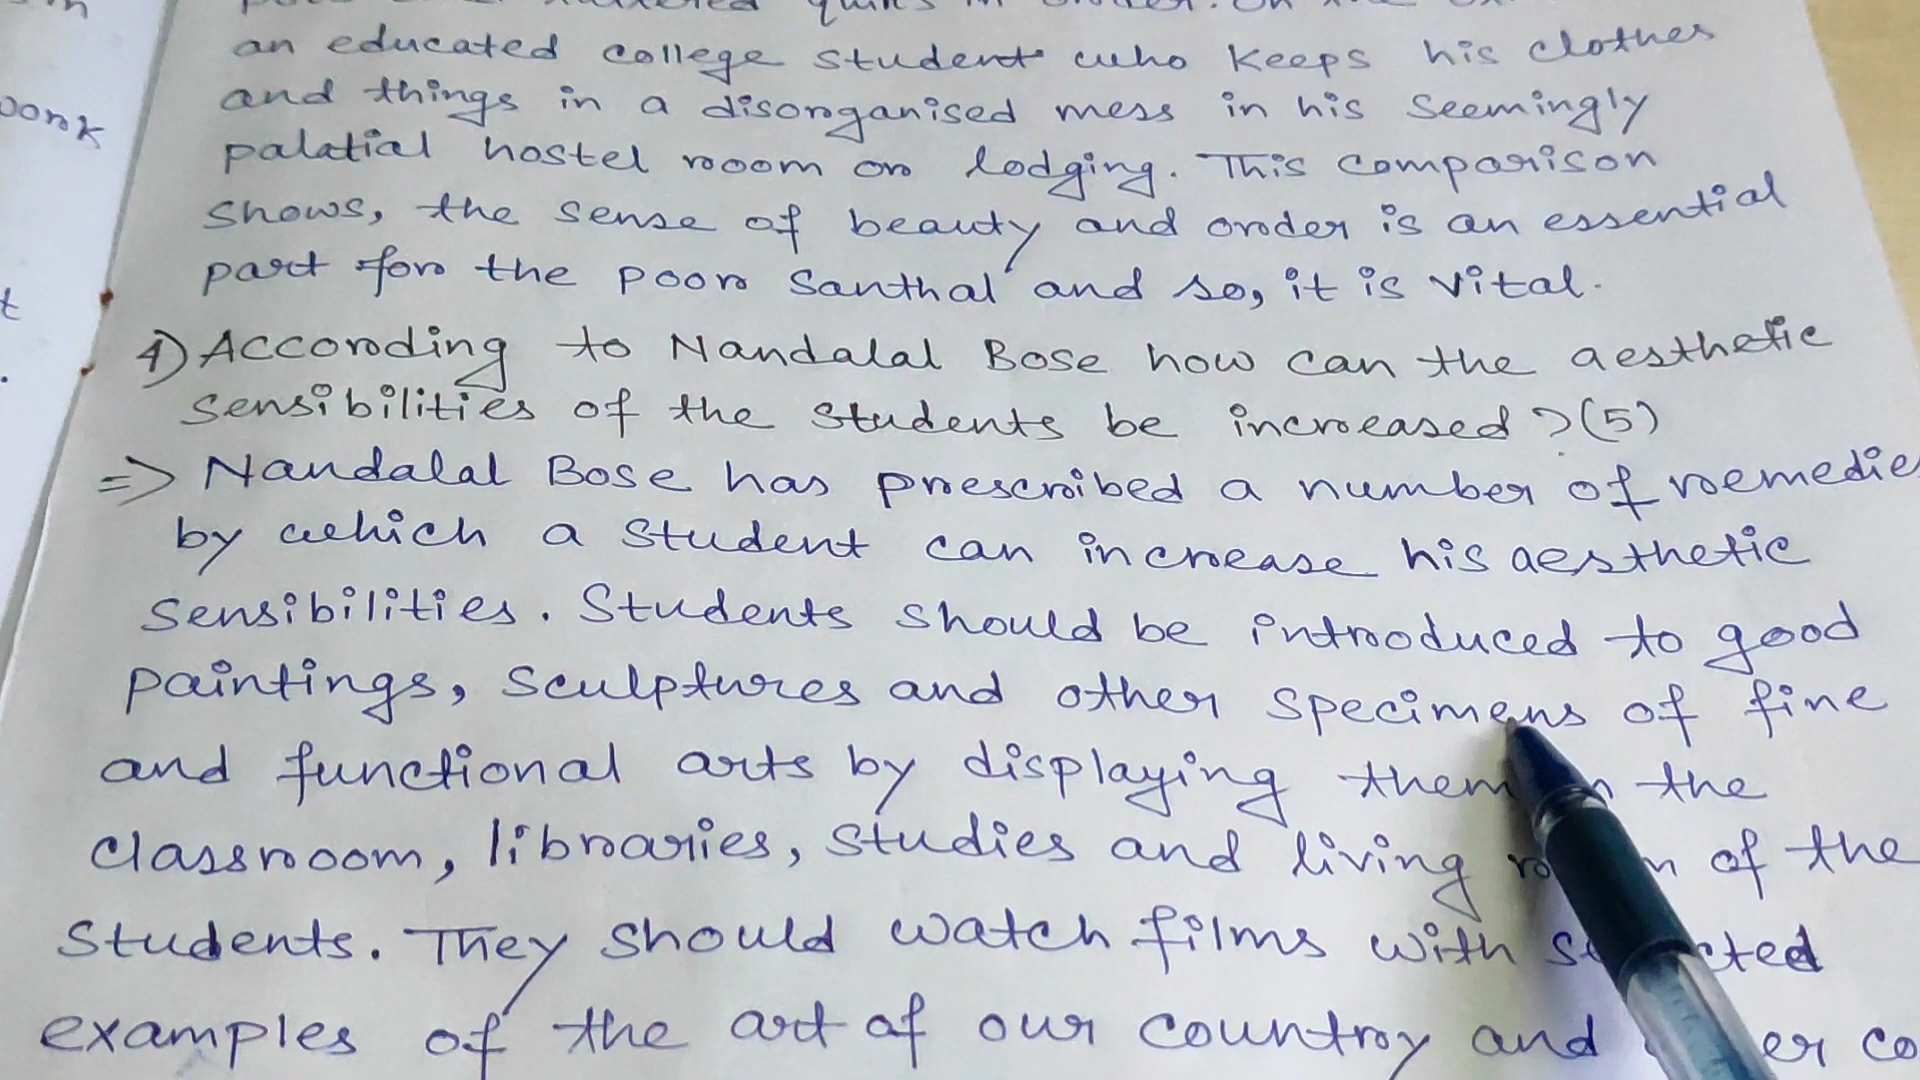 an educated college student who keeps his clothes
and things in a disorganised mess in his seemingly
palatial hostel room or lodging. This comparison
shows, the sense of beauty and order is an essential
part for the poor Santhal and so, it is vital.
4) According to Nandalal Bose how can the aesthetic
sensibilities of the students be increased? (5)
=> Nandalal Bose has prescribed a number of remedies
by which a student can increase his aesthetic
sensibilities. Students should be introduced to good
paintings, sculptures and other specimens of fine
and functional arts by displaying them the
classroom, libraries, studies and living of the
students. They should watch films with
examples of the art of our country and